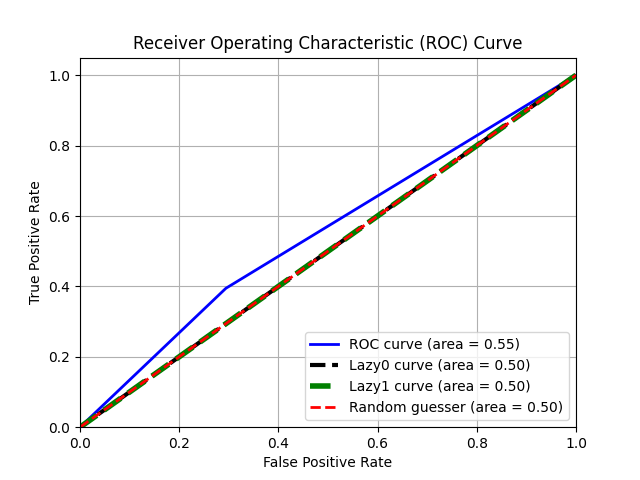 Receiver Operating Characteristic (ROC) Curve
True Positive Rate
1.0
0.8
0.6
0.4
0.2
0.0
ROC curve (area = 0.55)
Lazy0 curve (area = 0.50)
Lazy1 curve (area = 0.50)
Random guesser (area = 0.50)
0.0 0.2 0.4 0.6 0.8 1.0
False Positive Rate